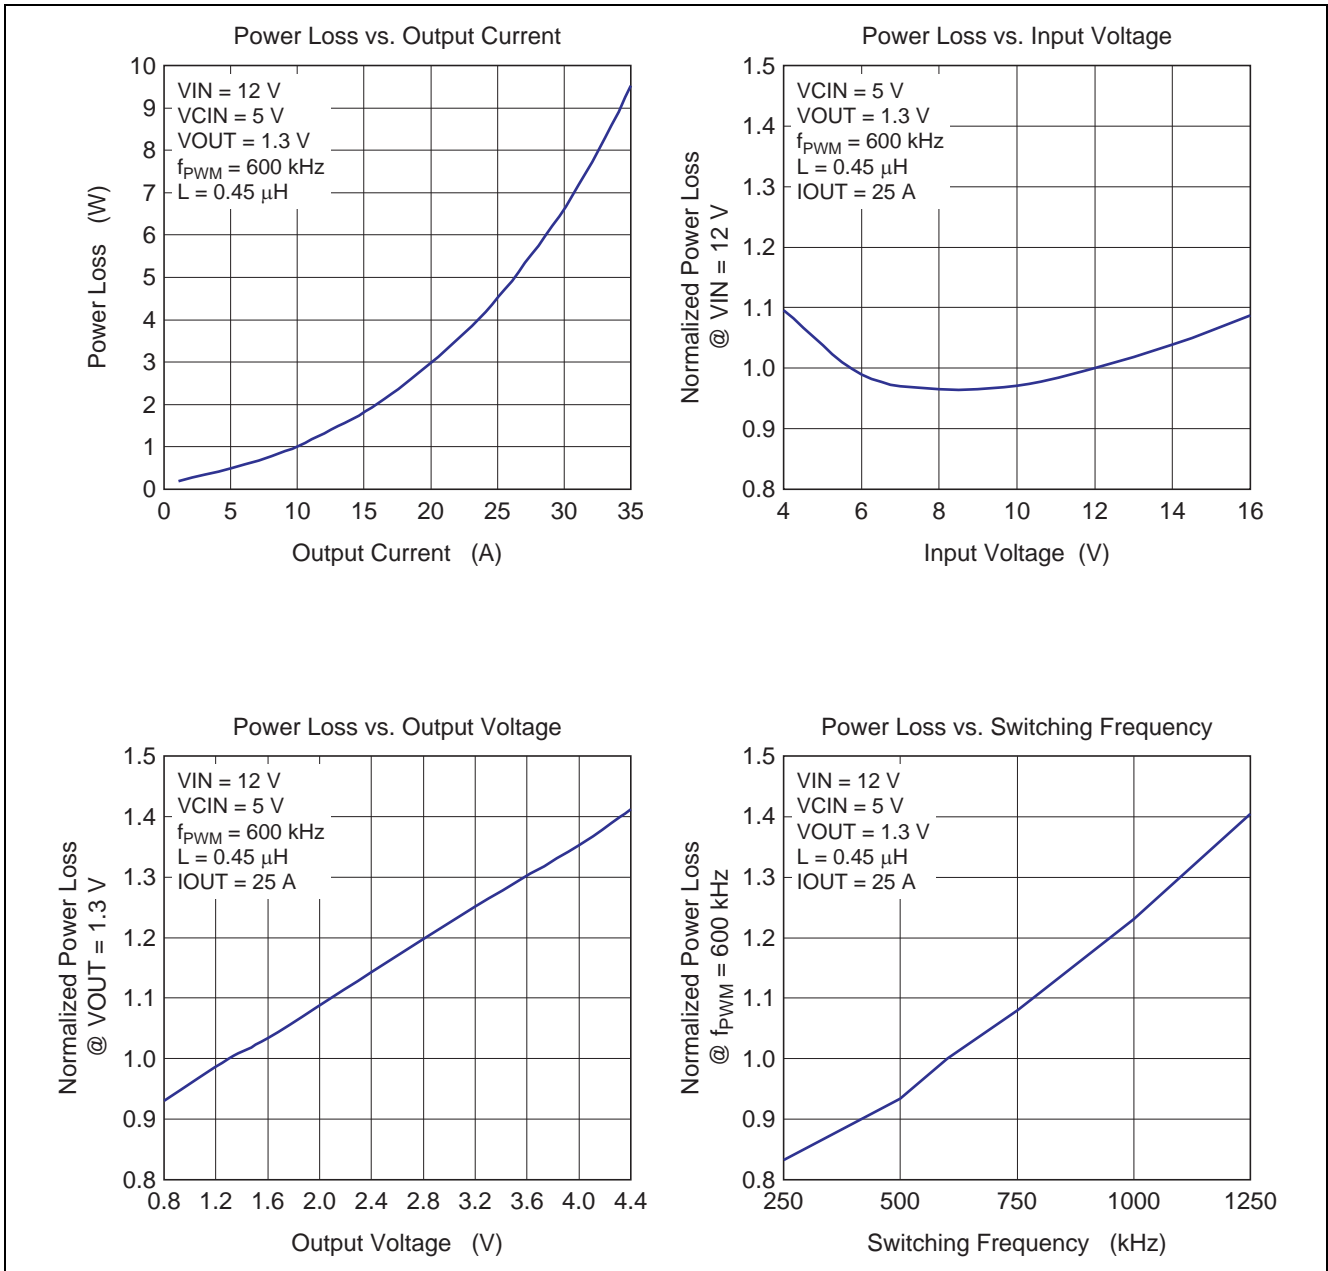 Power Loss vs. Output Current
10
9
8
7
6
5
4
3
2
1
0
VIN = 12 V
VCIN = 5 V
VOUT = 1.3 V
fPWM = 600 kHz
L = 0.45 μH
Power Loss (W)
0 5 10 15 20 25 30 35
Output Current (A)
Power Loss vs. Input Voltage
1.5
1.4
1.3
1.2
1.1
1.0
0.9
0.8
VCIN = 5 V
VOUT = 1.3 V
fPWM = 600 kHz
L = 0.45 μH
IOUT = 25 A
Normalized Power Loss
@ VIN = 12 V
4 6 8 10 12 14 16
Input Voltage (V)
Power Loss vs. Output Voltage
1.5
1.4
1.3
1.2
1.1
1.0
0.9
0.8
VIN = 12 V
VCIN = 5 V
fPWM = 600 kHz
L = 0.45 μH
IOUT = 25 A
Normalized Power Loss
@ VOUT = 1.3 V
0.8 1.2 1.6 2.0 2.4 2.8 3.2 3.6 4.0 4.4
Output Voltage (V)
Power Loss vs. Switching Frequency
1.5
1.4
1.3
1.2
1.1
1.0
0.9
0.8
VIN = 12 V
VCIN = 5 V
VOUT = 1.3 V
L = 0.45 μH
IOUT = 25 A
Normalized Power Loss
@ fPWM = 600 kHz
250 500 750 1000 1250
Switching Frequency (kHz)